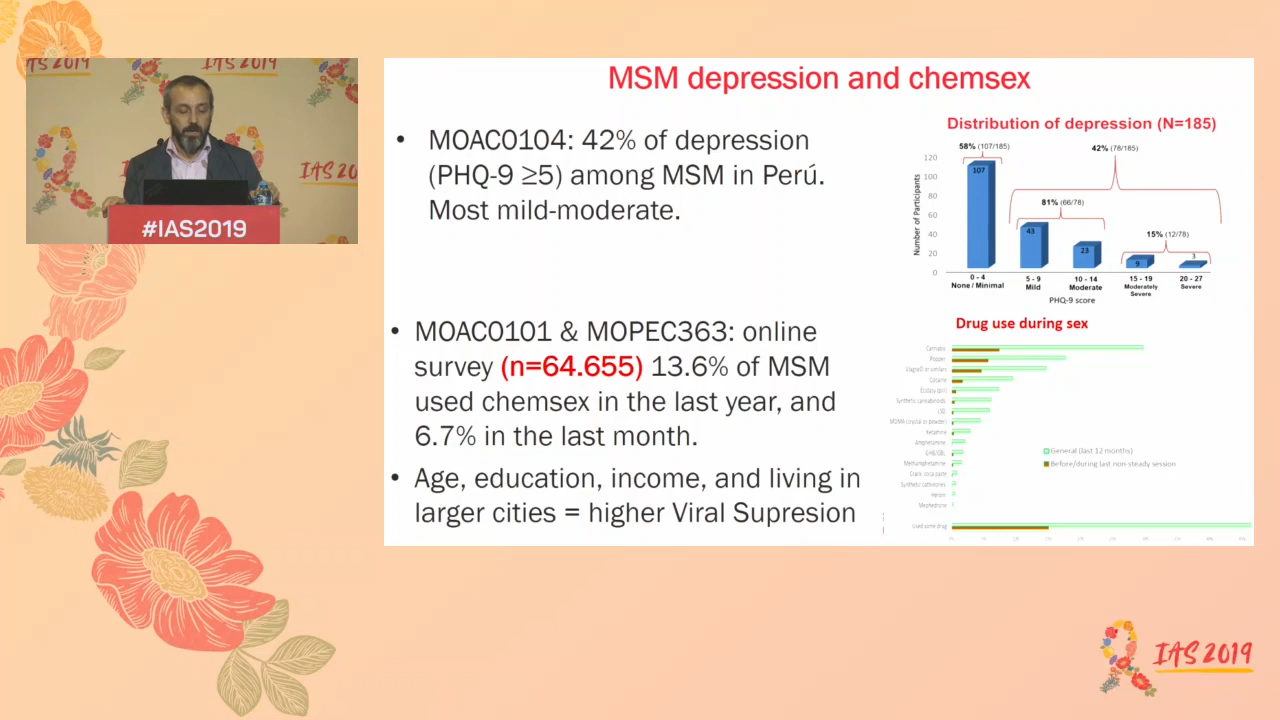 IAS 2019
IAS 2019
IAS 20
#IAS2019
MSM depression and chemsex
• MOAC0104: 42% of depression
(PHQ-9 ≥5) among MSM in Perú.
Most mild-moderate.
• MOAC0101 & MOPEC363: online
survey (n=64.655) 13.6% of MSM
used chemsex in the last year, and
6.7% in the last month.
• Age, education, income, and living in
larger cities = higher Viral Supresion
Distribution of depression (N=185)
58% (107/185)
42% (78/185)
81% (66/78)
15% (12/78)
Number of Participants
120
100
80
60
40
20
0
107
43
23
9
3
0 - 4
None / Minimal
5 - 9
Mild
10 - 14
Moderate
15 - 19
Moderately
Severe
20 - 27
Severe
PHQ-9 score
Drug use during sex
Cannabis
Popper
Viagra® or similars
Cocaine
Ecstasy (pill)
Synthetic cannabinoids
LSD
MDMA (crystal or powder)
Ketamine
Amphetamine
GHB/GBL
Methamphetamine
Crack, coca paste
Synthetic cathinones
Heroin
Mephedrone
Used some drug
General (last 12 months)
Before/during last non-steady session
IAS 2019